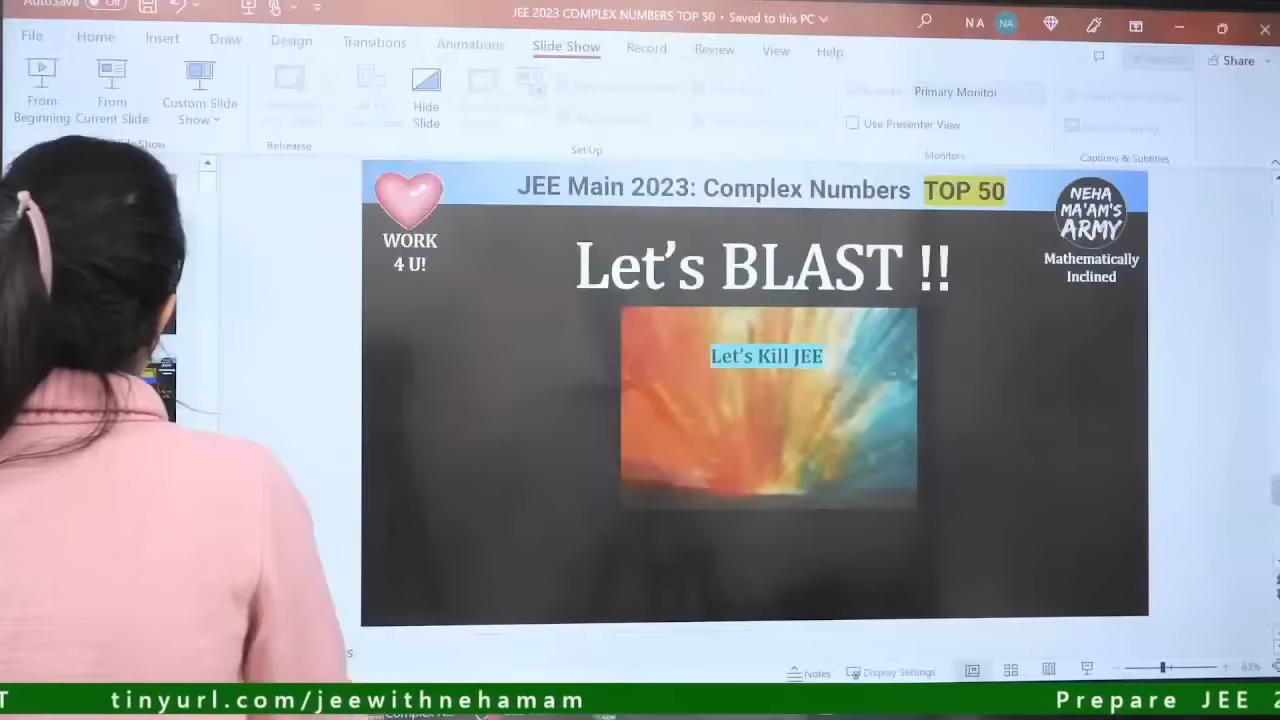 AutoSave Off
JEE 2023 COMPLEX NUMBERS TOP 50 • Saved to this PC
N A
NA
File Home Insert Draw Design Transitions Animations Slide Show Record Review View Help
Share
From Beginning
From Current Slide
Custom Slide Show
Hide Slide
Primary Monitor
Use Presenter View
Show
Rehearse
Set Up
Monitors
Captions & Subtitles
JEE Main 2023: Complex Numbers TOP 50
WORK
4 U!
NEHA
MA'AM'S
ARMY
Mathematically
Inclined
Let's BLAST !!
Let's Kill JEE
Notes
Display Settings
83%
T tinyurl.com/jeewithnehamam Prepare JEE 2